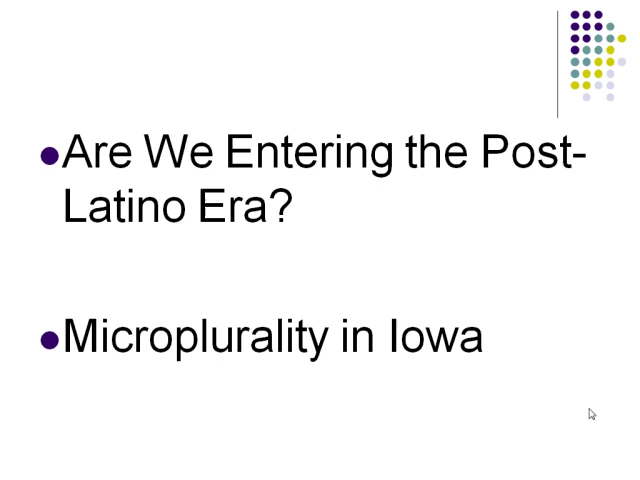 Are We Entering the Post-
Latino Era?
Microplurality in Iowa